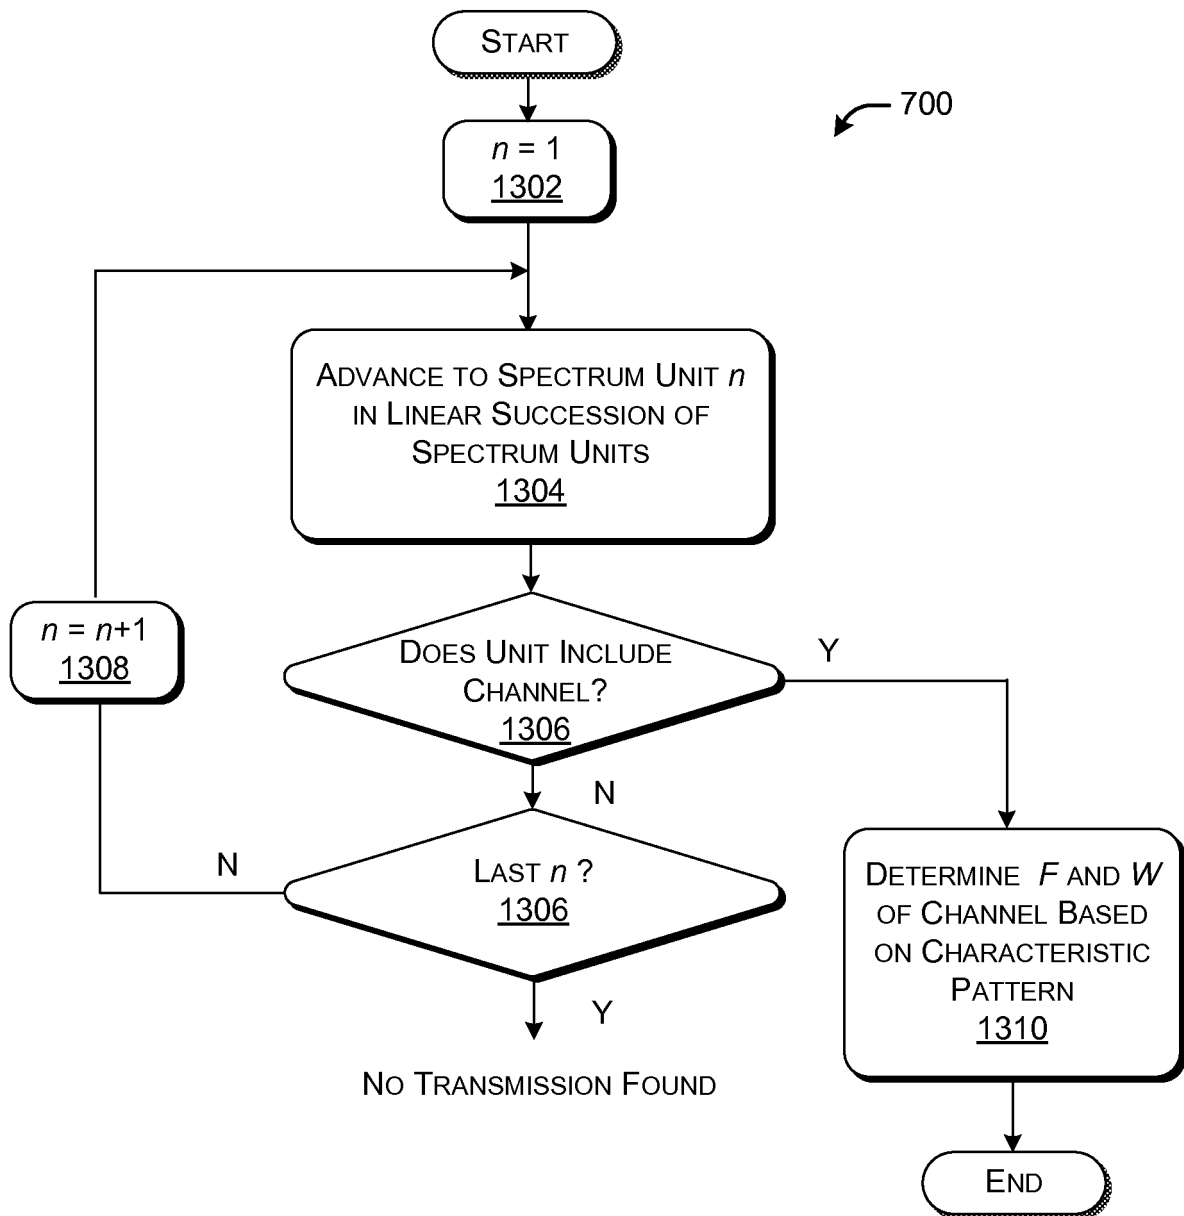 START
700
n = 1
1302
ADVANCE TO SPECTRUM UNIT n
IN LINEAR SUCCESSION OF
SPECTRUM UNITS
1304
n = n+1
1308
DOES UNIT INCLUDE
CHANNEL?
1306
Y
N
LAST n ?
1306
N
Y
NO TRANSMISSION FOUND
DETERMINE F AND W
OF CHANNEL BASED
ON CHARACTERISTIC
PATTERN
1310
END